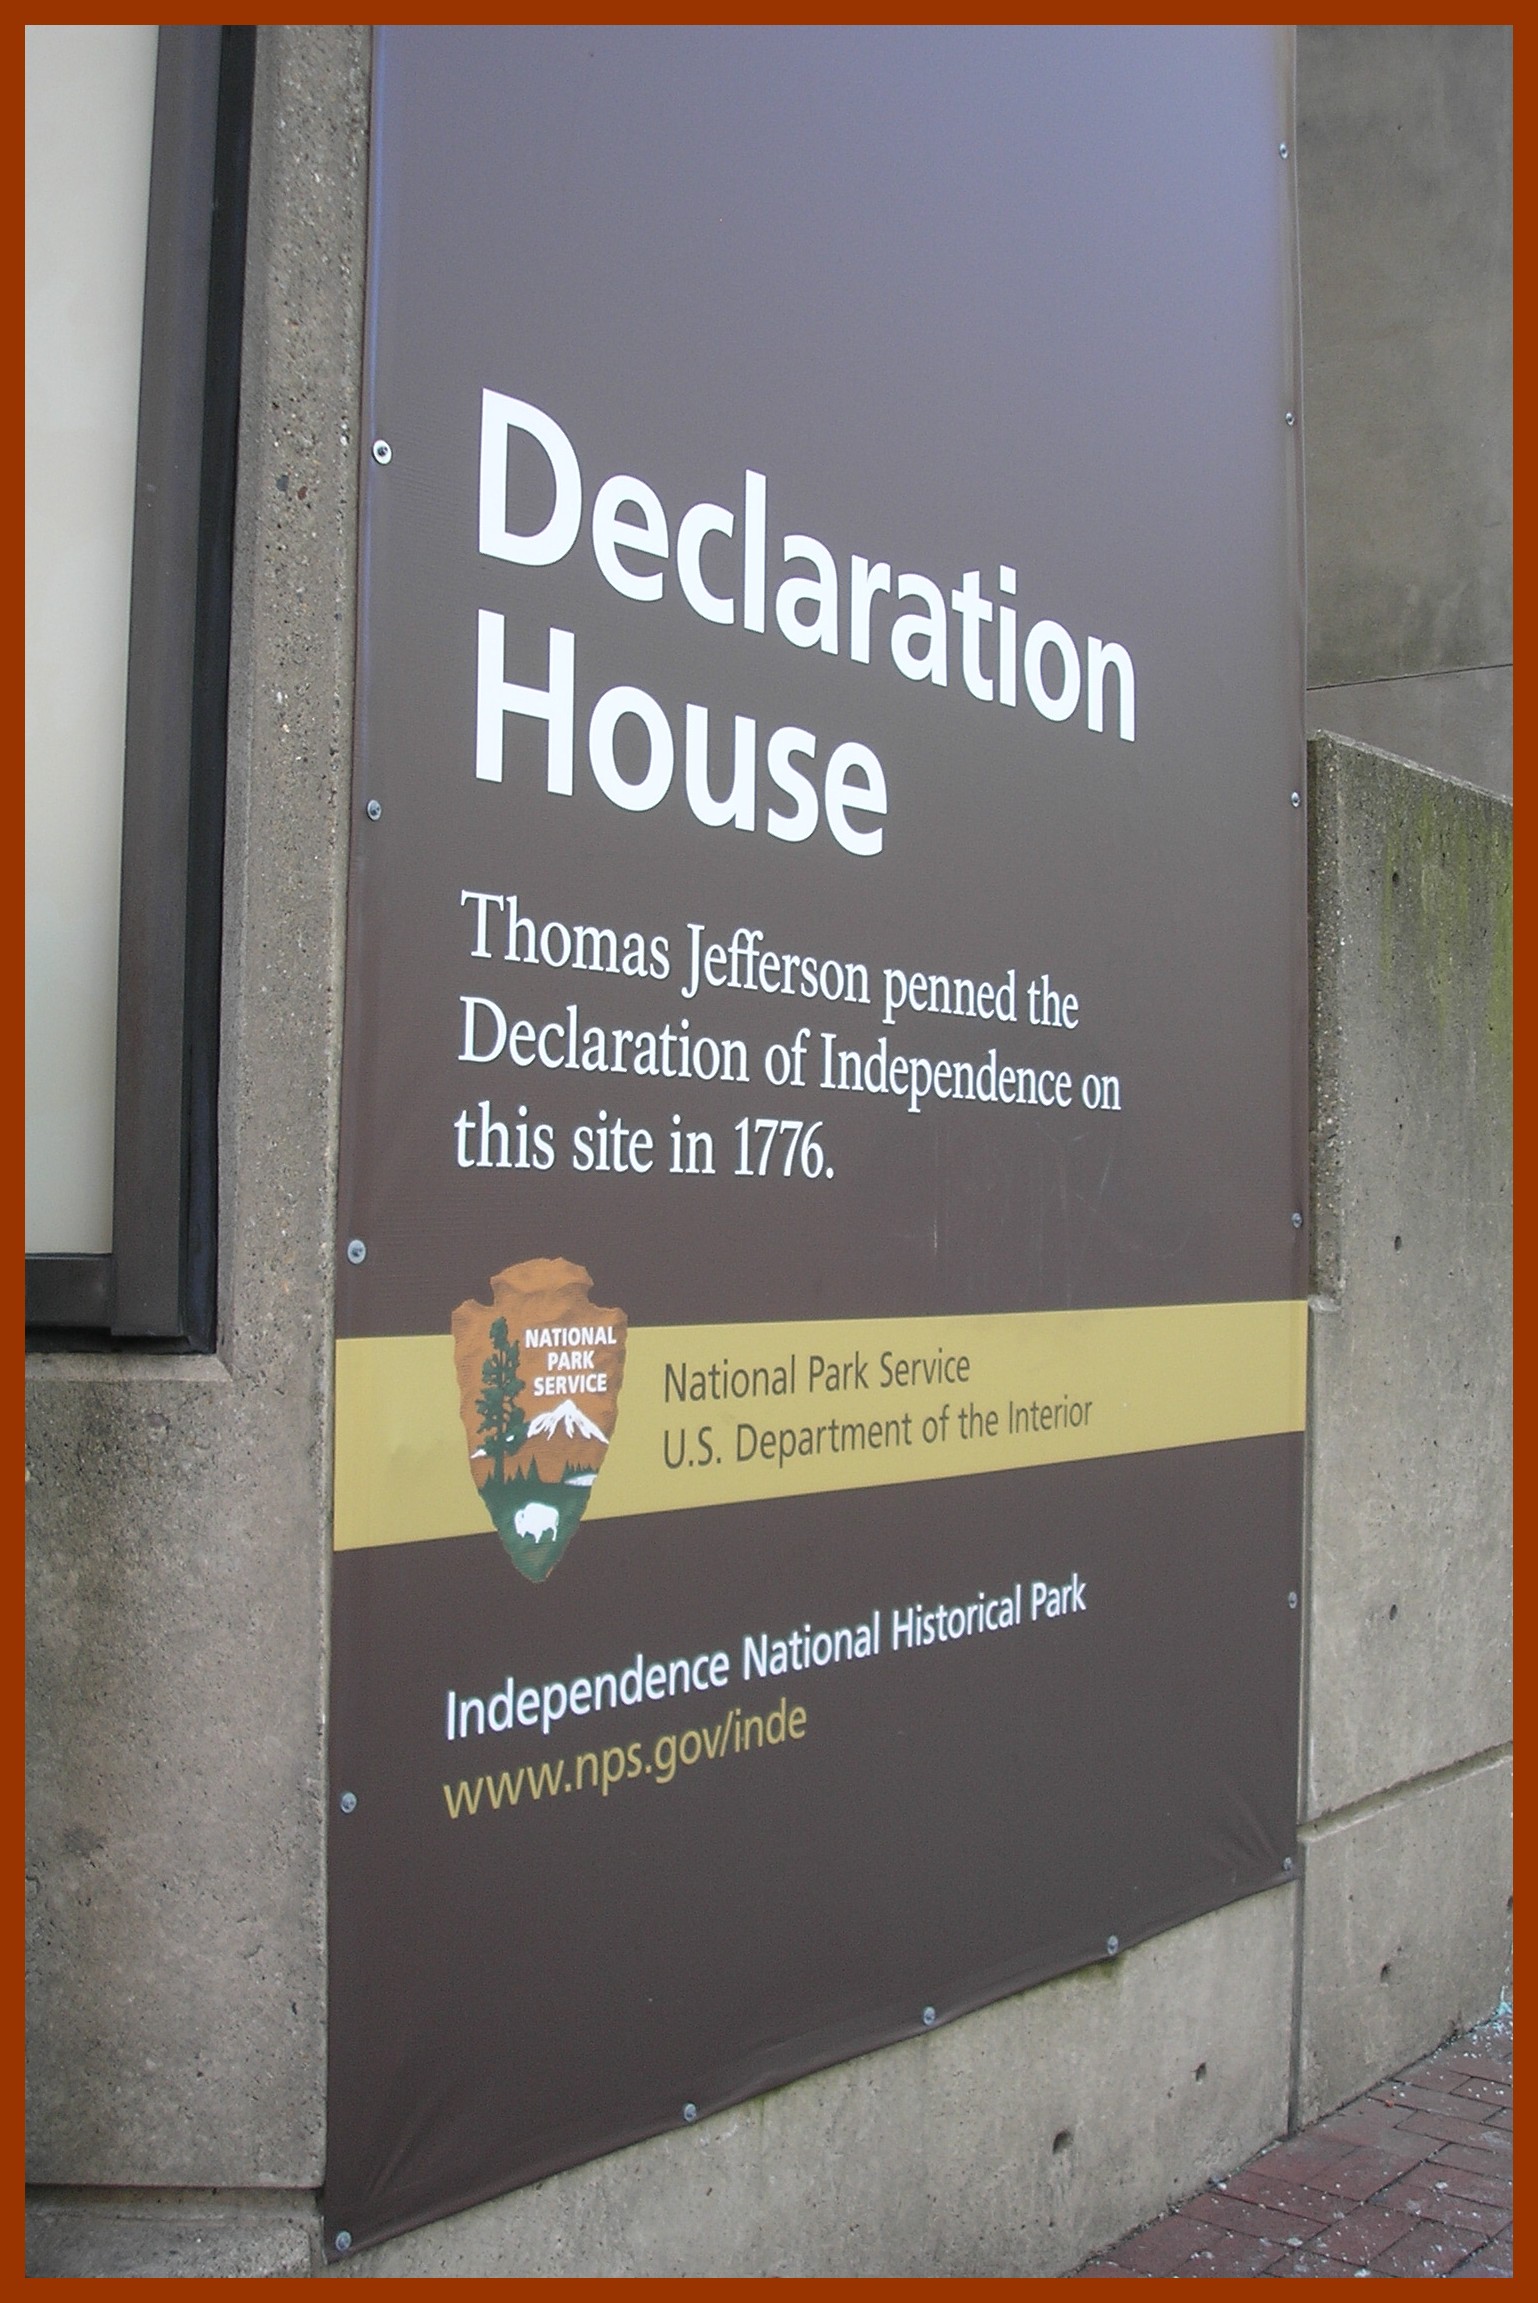 Declaration
House
Thomas Jefferson penned the
Declaration of Independence on
this site in 1776.
NATIONAL
PARK
SERVICE
National Park Service
U.S. Department of the Interior
Independence National Historical Park
www.nps.gov/inde